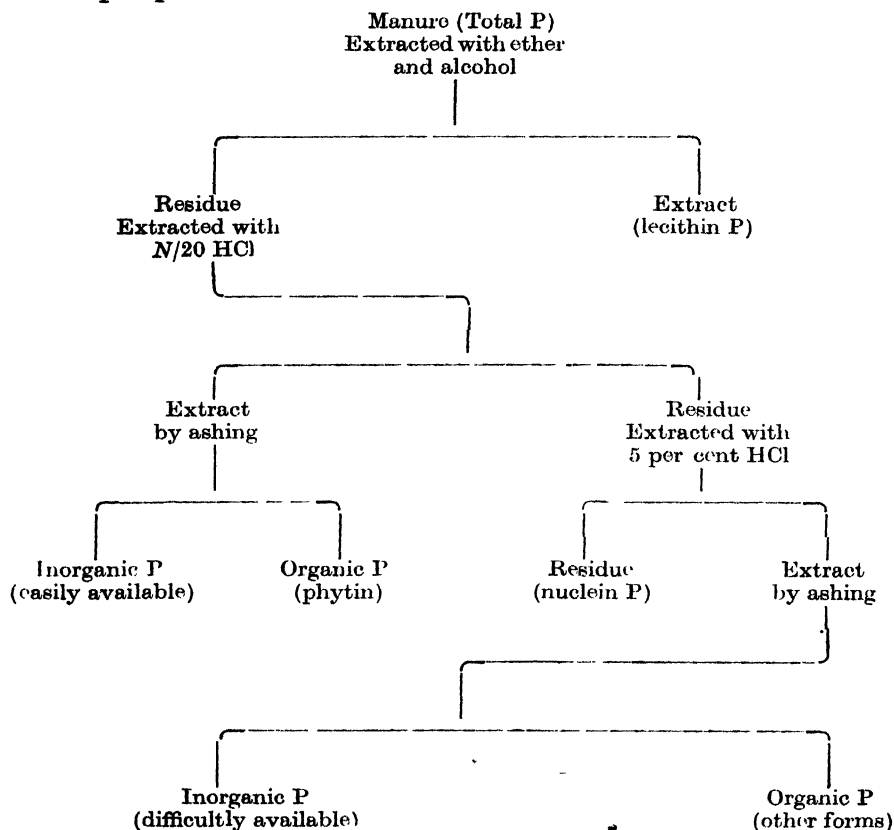 Manure (Total P)
Extracted with ether
and alcohol
Residue
Extracted with
N/20 HCl
Extract
(lecithin P)
Extract
by ashing
Residue
Extracted with
5 per cent HCl
Inorganic P
(easily available)
Organic P
(phytin)
Residue
(nuclein P)
Extract
by ashing
Inorganic P
(difficultly available)
Organic P
(other forms)